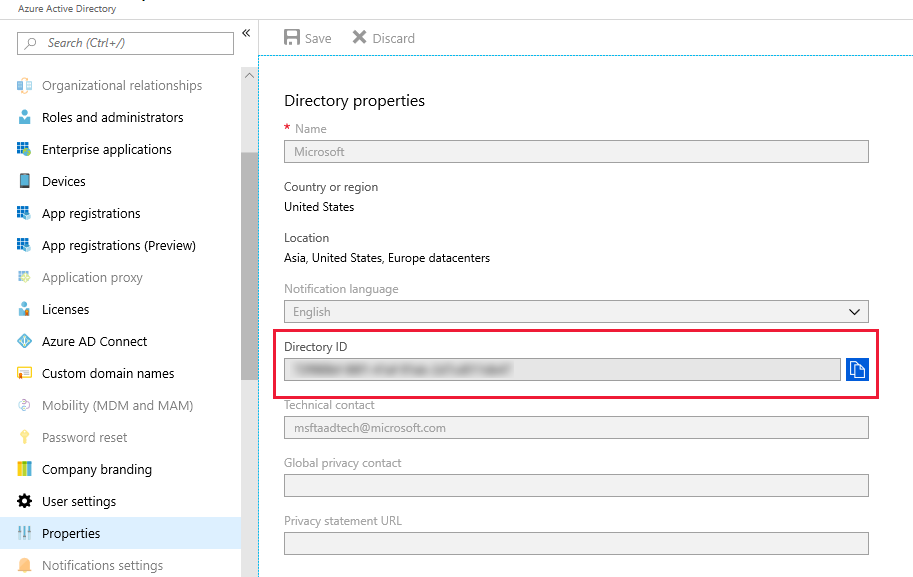 Azure Active Directory
Search (Ctrl+/)
«
Organizational relationships
Roles and administrators
Enterprise applications
Devices
App registrations
App registrations (Preview)
Application proxy
Licenses
Azure AD Connect
Custom domain names
Mobility (MDM and MAM)
Password reset
Company branding
User settings
Properties
Notifications settings
Save Discard
Directory properties
* Name
Microsoft
Country or region
United States
Location
Asia, United States, Europe datacenters
Notification language
English
Directory ID
Technical contact
msftaadtech@microsoft.com
Global privacy contact
Privacy statement URL